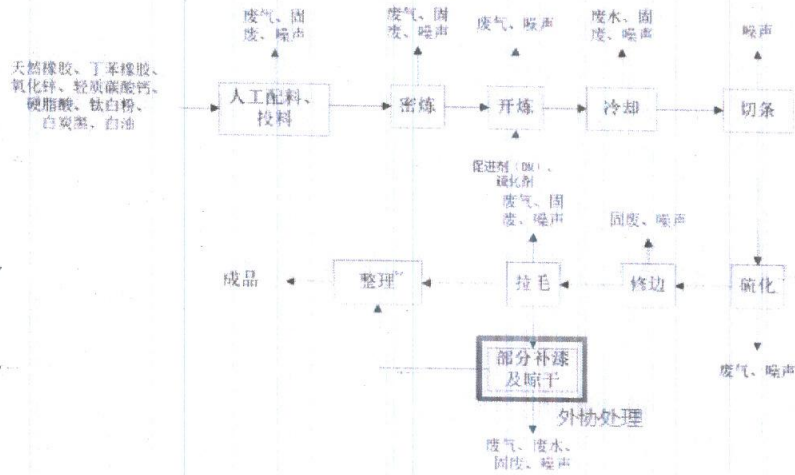 废气、固
废、噪声
废气、固
废、噪声
废气、噪声
废水、固
废、噪声
噪声
天然橡胶、丁苯橡胶、
氧化锌、轻质碳酸钙、
硬脂酸、钛白粉、
白炭黑、白油
人工配料、
投料
密炼
开炼
冷却
切条
促进剂（DM）、
硫化剂
废气、固
废、噪声
固废、噪声
成品
整理
拉毛
修边
硫化
部分补漆
及晾干
废气、噪声
外协处理
废气、废水、
固废、噪声